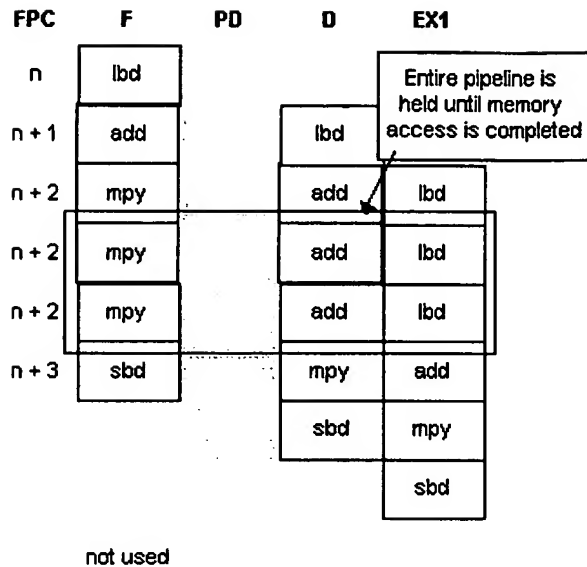 FPC F PD D EX1
n lbd
Entire pipeline is
held until memory
access is completed
n + 1 add lbd
n + 2 mpy add lbd
n + 2 mpy add lbd
n + 2 mpy add lbd
n + 3 sbd mpy add
sbd mpy
sbd
not used